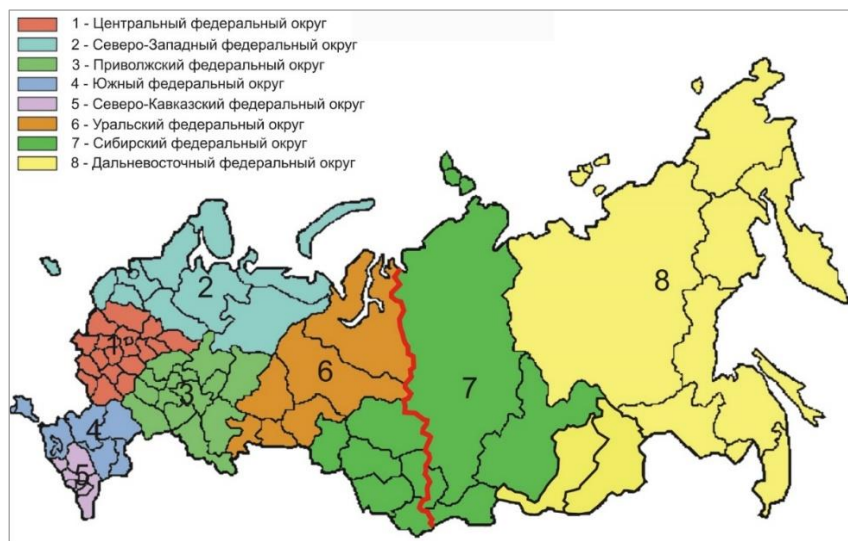 1 - Центральный федеральный округ
2 - Северо-Западный федеральный округ
3 - Приволжский федеральный округ
4 - Южный федеральный округ
5 - Северо-Кавказский федеральный округ
6 - Уральский федеральный округ
7 - Сибирский федеральный округ
8 - Дальневосточный федеральный округ
2
8
1
6
3
7
4
5